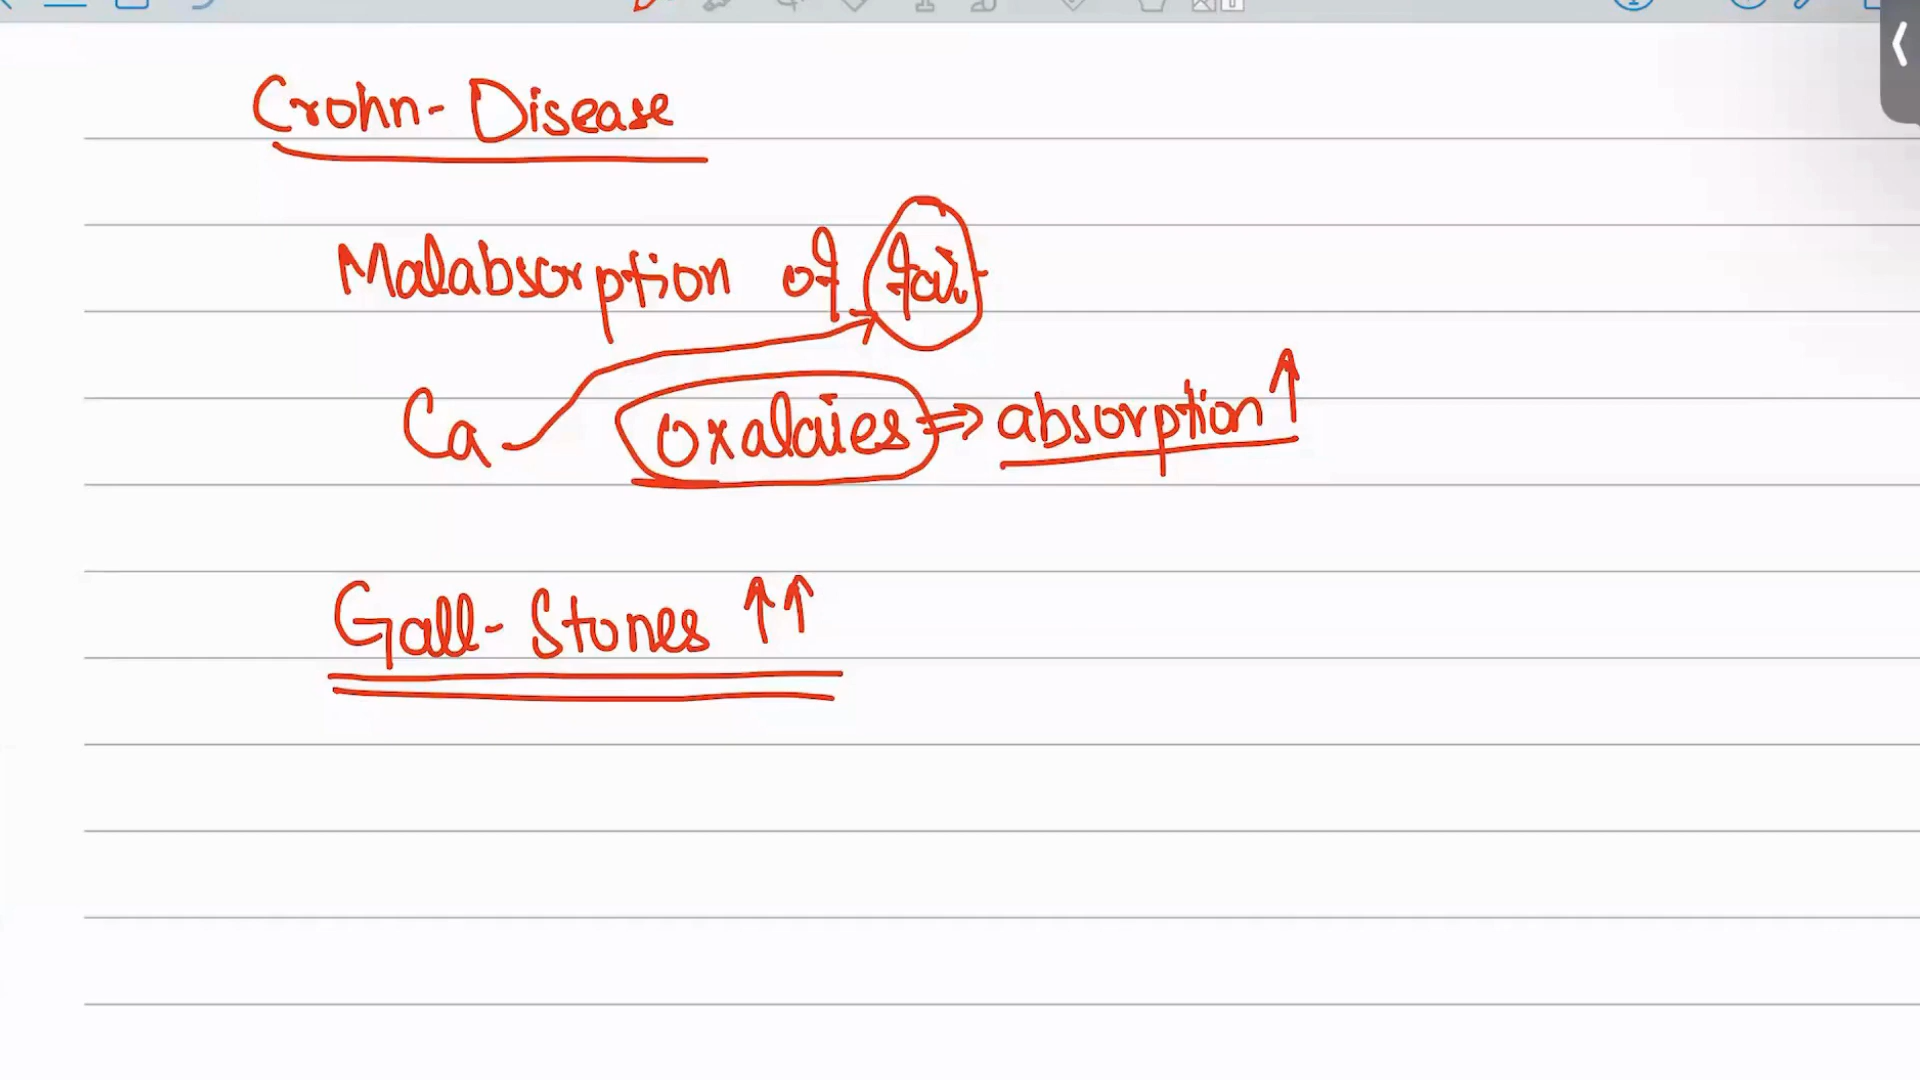 Crohn-Disease
Malabsorption of fat
Ca oxalates ⇒ absorption ↑
Gall-Stones ↑↑